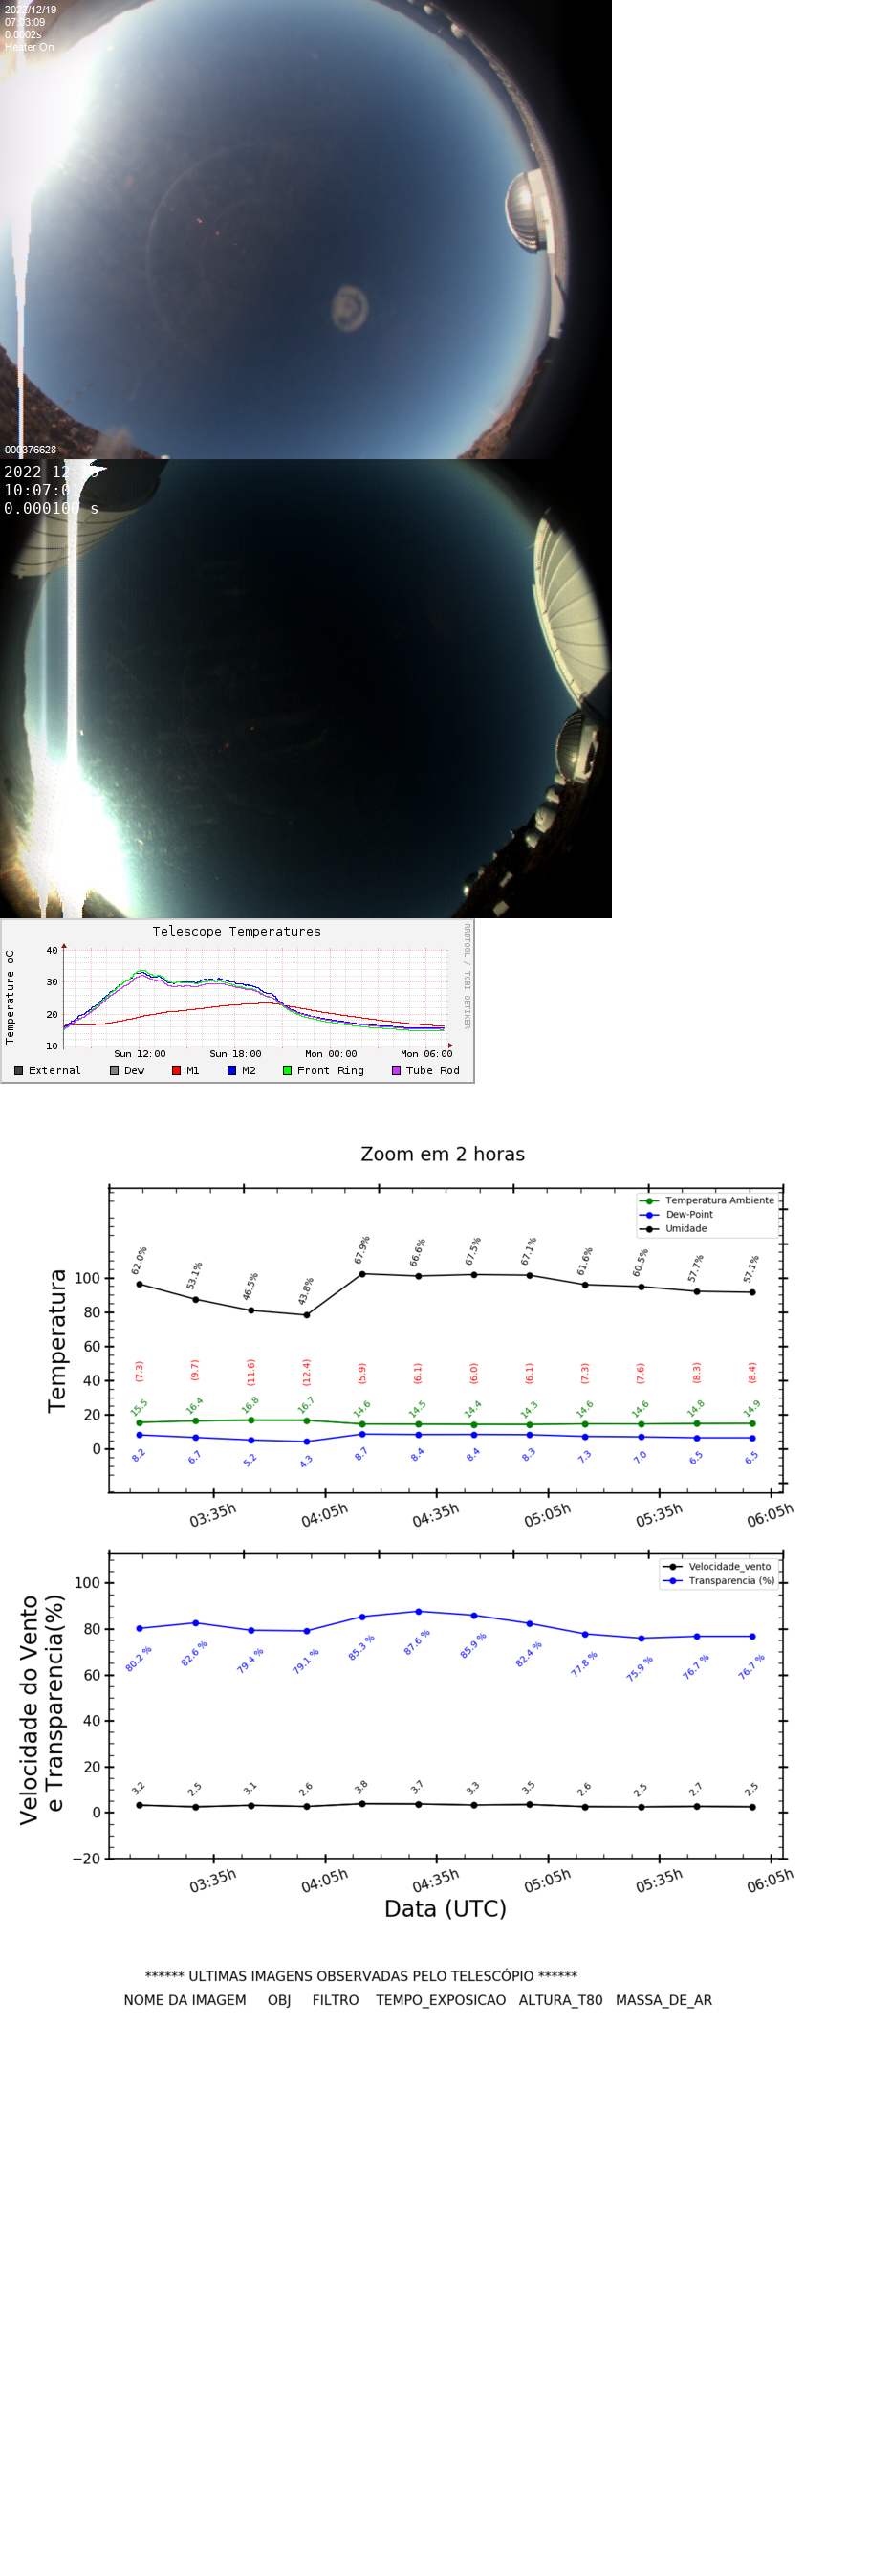 2022/12/19
07:03:09
0.0002s
Heater On
000376628
10:07:01
0.000100 s
Telescope Temperatures
RRDTOOL / TOBI OETIKER
Temperature oC
40
30
20
10
Sun 12:00 Sun 18:00 Mon 00:00 Mon 06:00
External Dew M1 M2 Front Ring Tube Rod
Zoom em 2 horas
Temperatura Ambiente
Dew-Point
Umidade
Temperatura
100
80
60
40
20
0
62.0% 53.1% 46.5% 43.8% 67.9% 66.6% 67.5% 67.1% 61.6% 60.5% 57.7% 57.1%
(7.3) (9.7) (11.6) (12.4) (5.9) (6.1) (6.0) (6.1) (7.3) (7.6) (8.3) (8.4)
15.5 16.4 16.8 16.7 14.6 14.5 14.4 14.3 14.6 14.6 14.8 14.9
8.2 6.7 5.2 4.3 8.7 8.4 8.4 8.3 7.3 7.0 6.5 6.5
03:35h 04:05h 04:35h 05:05h 05:35h 06:05h
Velocidade_vento
Transparencia (%)
Velocidade do Vento
e Transparencia(%)
100
80
60
40
20
0
−20
80.2 % 82.6 % 79.4 % 79.1 % 85.3 % 87.6 % 85.9 % 82.4 % 77.8 % 75.9 % 76.7 % 76.7 %
3.2 2.5 3.1 2.6 3.8 3.7 3.3 3.5 2.6 2.5 2.7 2.5
03:35h 04:05h 04:35h 05:05h 05:35h 06:05h
Data (UTC)
****** ULTIMAS IMAGENS OBSERVADAS PELO TELESCÓPIO ******
NOME DA IMAGEM OBJ FILTRO TEMPO_EXPOSICAO ALTURA_T80 MASSA_DE_AR